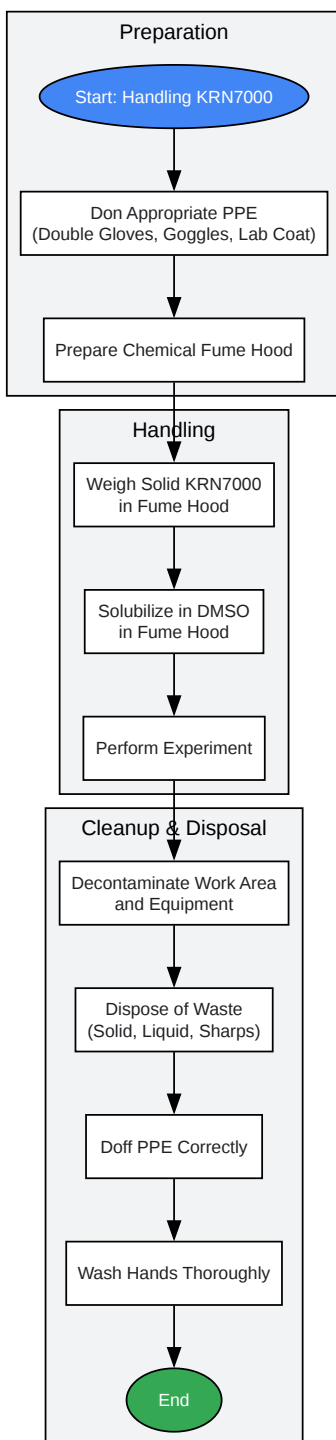 Preparation
Start: Handling KRN7000
Don Appropriate PPE
(Double Gloves, Goggles, Lab Coat)
Prepare Chemical Fume Hood
Handling
Weigh Solid KRN7000
in Fume Hood
Solubilize in DMSO
in Fume Hood
Perform Experiment
Cleanup & Disposal
Decontaminate Work Area
and Equipment
Dispose of Waste
(Solid, Liquid, Sharps)
Doff PPE Correctly
Wash Hands Thoroughly
End